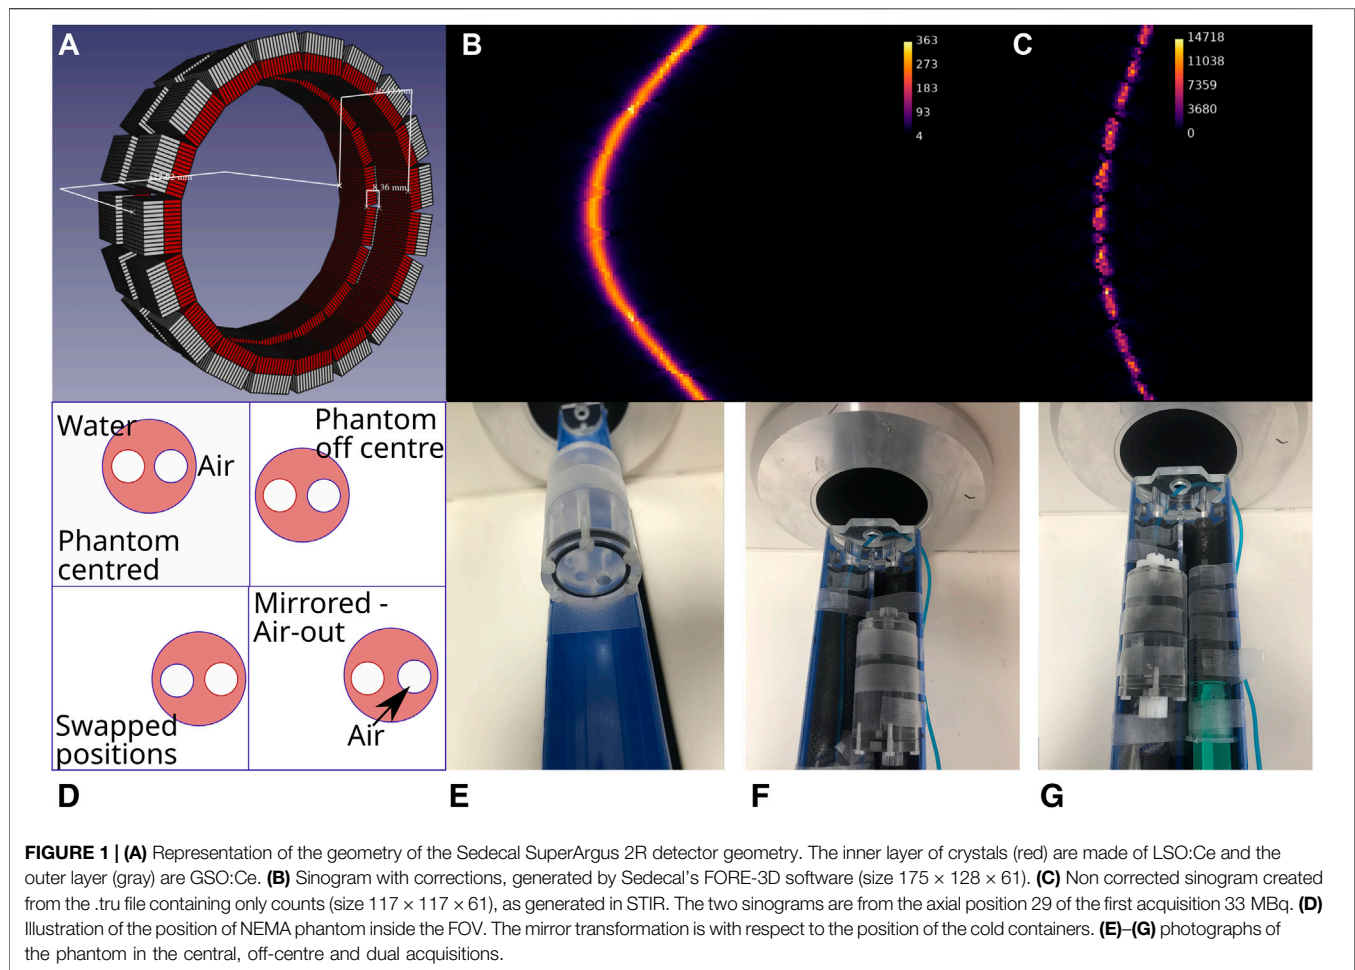 A
B
C
363
273
183
93
4
14718
11038
7359
3680
0
8.36 mm
Water
Air
Phantom
centred
Phantom
off centre
Swapped
positions
Mirrored -
Air-out
Air
D
E
F
G
FIGURE 1 | (A) Representation of the geometry of the Sedecal SuperArgus 2R detector geometry. The inner layer of crystals (red) are made of LSO:Ce and the
outer layer (gray) are GSO:Ce. (B) Sinogram with corrections, generated by Sedecal's FORE-3D software (size 175 × 128 × 61). (C) Non corrected sinogram created
from the .tru file containing only counts (size 117 × 117 × 61), as generated in STIR. The two sinograms are from the axial position 29 of the first acquisition 33 MBq. (D)
Illustration of the position of NEMA phantom inside the FOV. The mirror transformation is with respect to the position of the cold containers. (E)–(G) photographs of
the phantom in the central, off-centre and dual acquisitions.